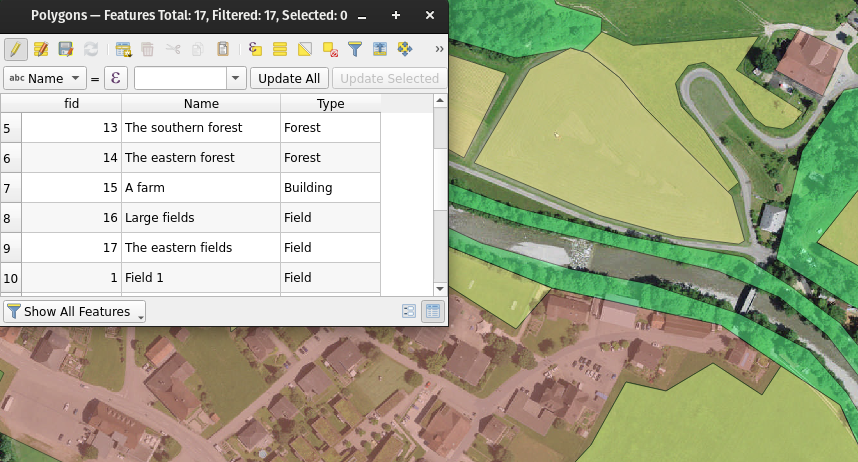 Polygons — Features Total: 17, Filtered: 17, Selected: 0
»
abc Name = ε Update All Update Selected
fid Name Type
5 13 The southern forest Forest
6 14 The eastern forest Forest
7 15 A farm Building
8 16 Large fields Field
9 17 The eastern fields Field
10 1 Field 1 Field
Show All Features